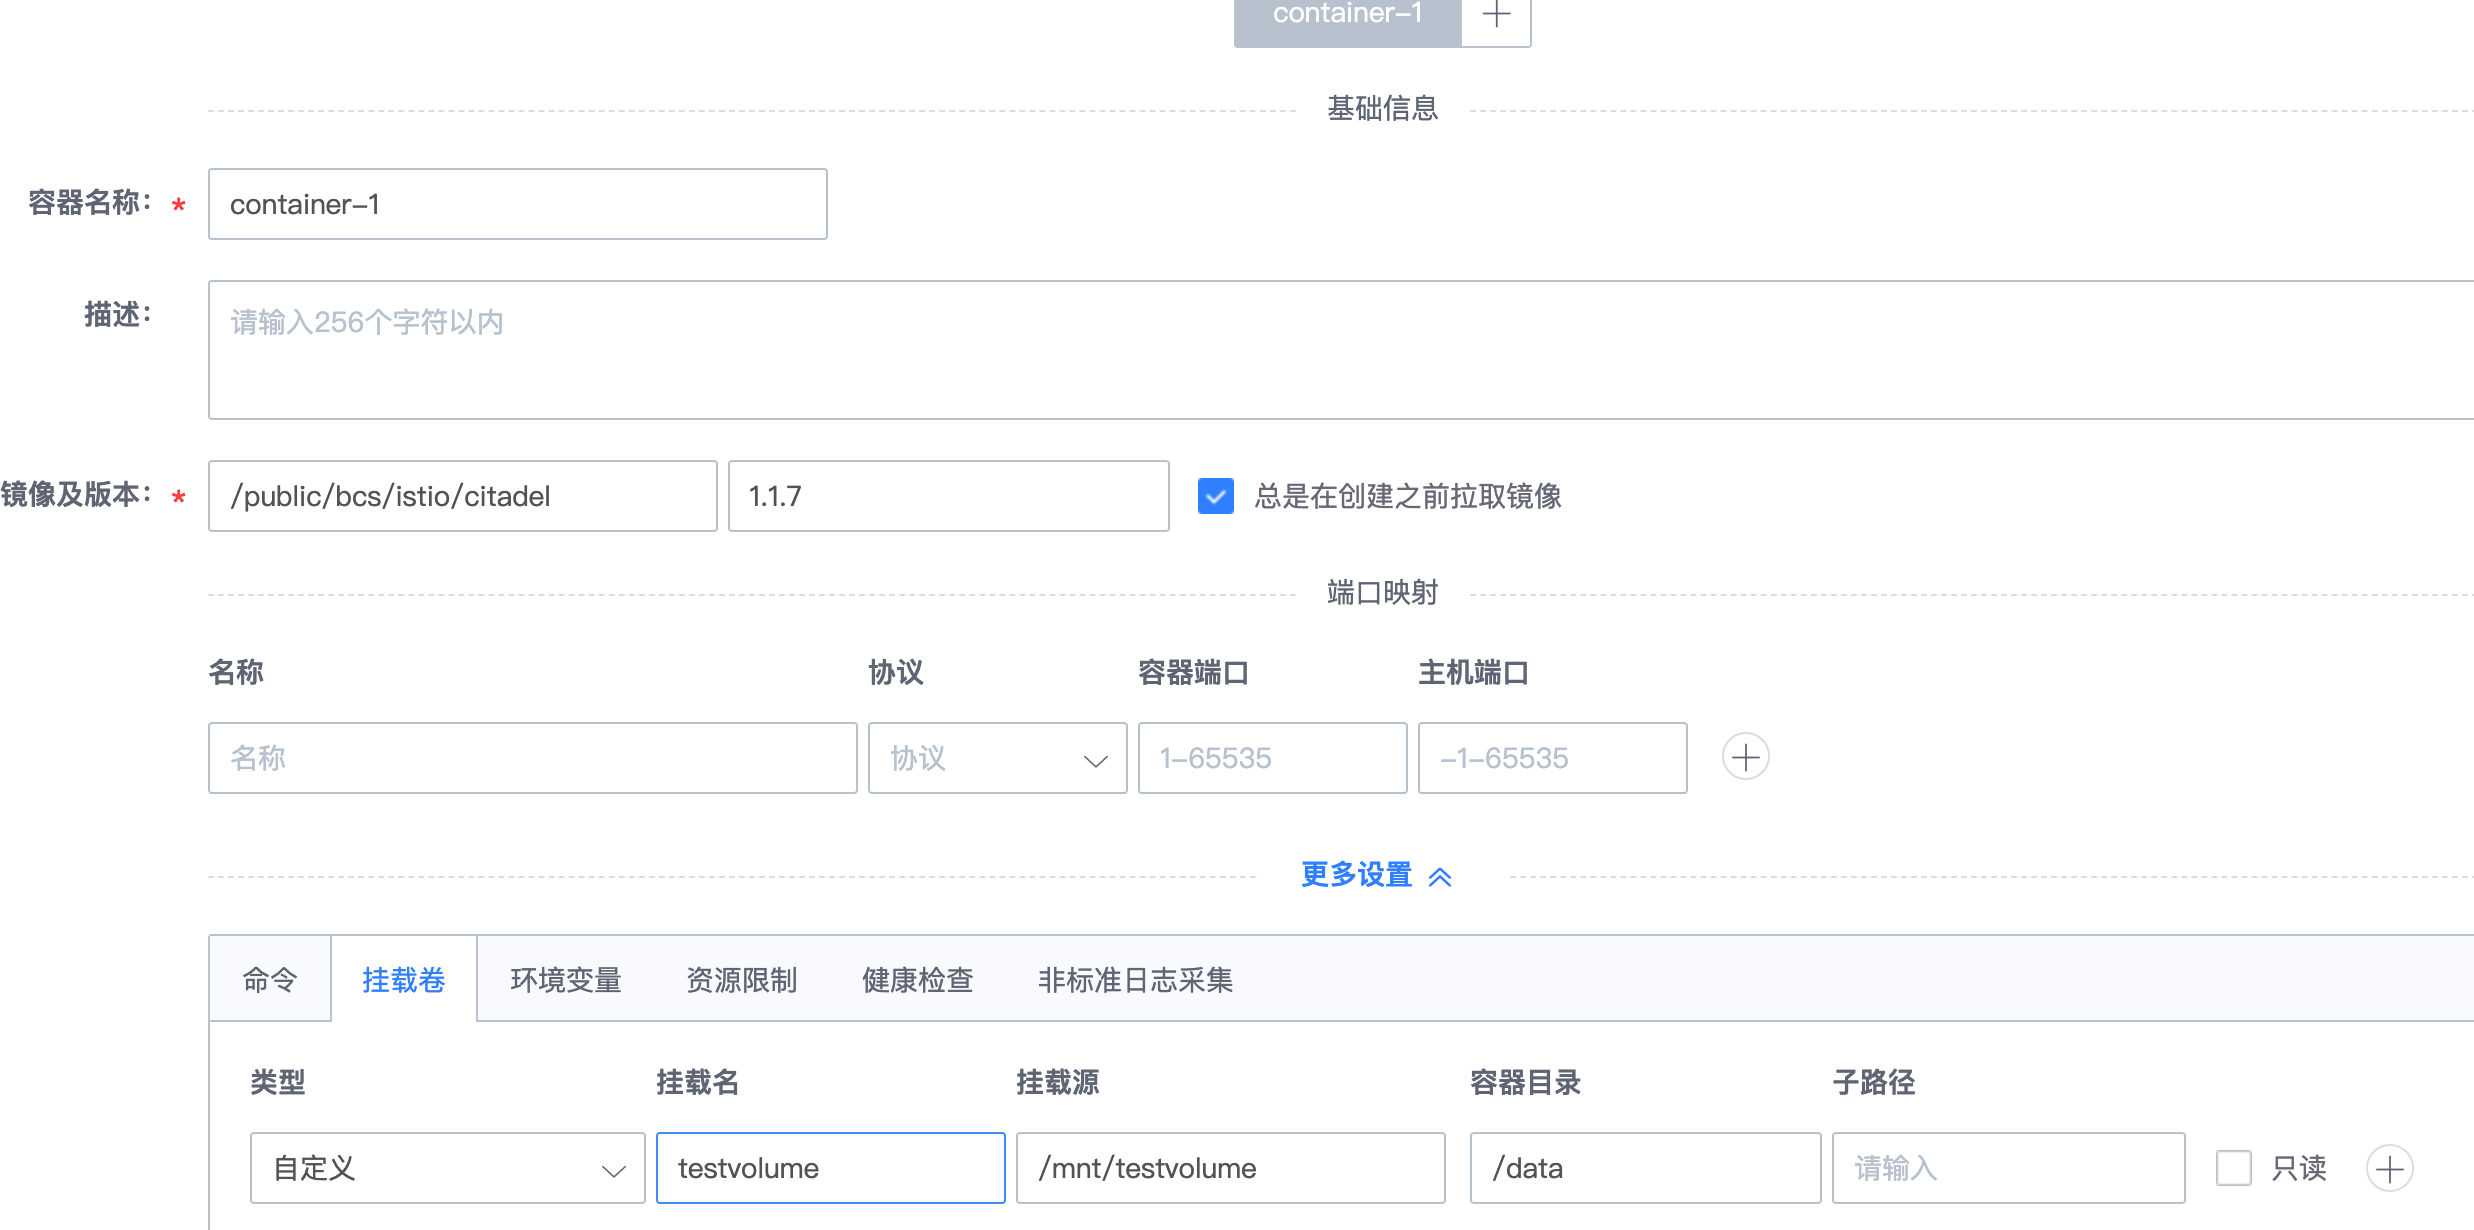 container-1
基础信息
容器名称： * container-1
描述： 请输入256个字符以内
镜像及版本： * /public/bcs/istio/citadel 1.1.7 总是在创建之前拉取镜像
端口映射
名称 协议 容器端口 主机端口
名称 协议 1-65535 -1-65535
更多设置
命令 挂载卷 环境变量 资源限制 健康检查 非标准日志采集
类型 挂载名 挂载源 容器目录 子路径
自定义 testvolume /mnt/testvolume /data 请输入 只读